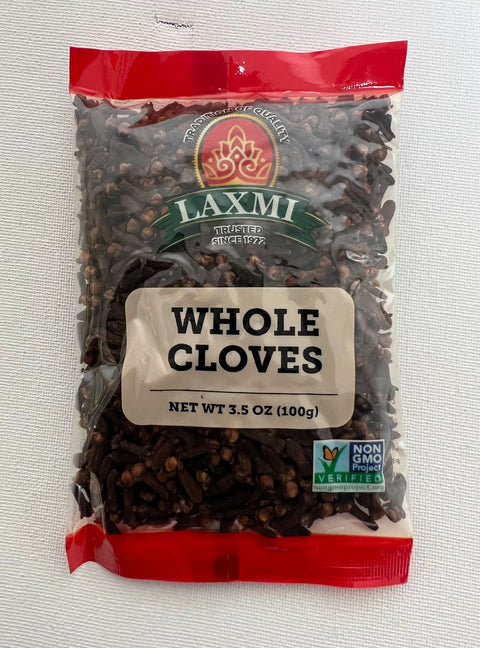 TRADITION OF QUALITY
LAXMI
TRUSTED
SINCE 1972
WHOLE
CLOVES
NET WT 3.5 OZ (100g)
NON
GMO
Project
VERIFIED
nongmoproject.org